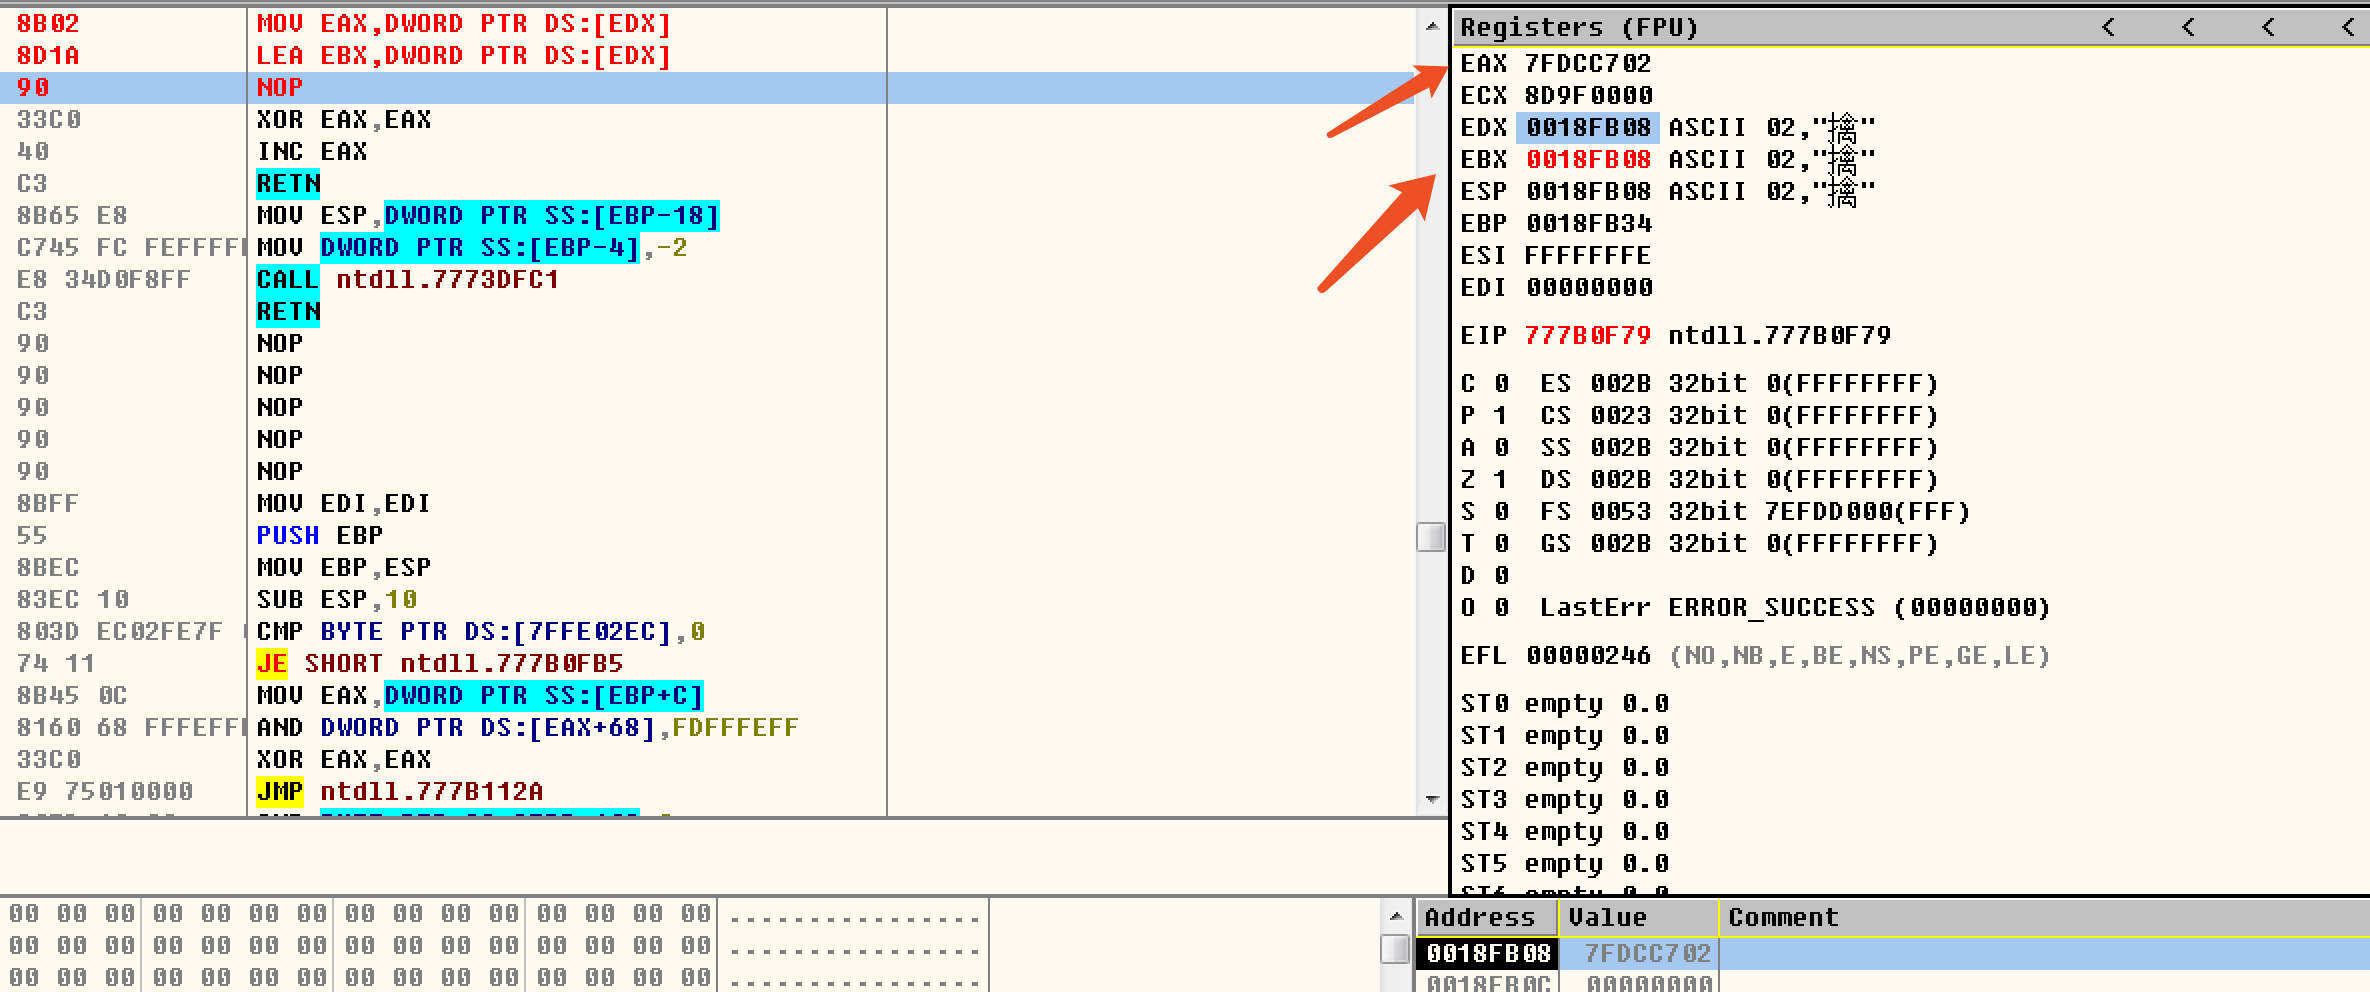 8B02 MOV EAX,DWORD PTR DS:[EDX]
8D1A LEA EBX,DWORD PTR DS:[EDX]
90 NOP
33C0 XOR EAX,EAX
40 INC EAX
C3 RETN
8B65 E8 MOV ESP,DWORD PTR SS:[EBP-18]
C745 FC FEFFFF MOV DWORD PTR SS:[EBP-4],-2
E8 34D0F8FF CALL ntdll.7773DFC1
C3 RETN
90 NOP
90 NOP
90 NOP
90 NOP
90 NOP
8BFF MOV EDI,EDI
55 PUSH EBP
8BEC MOV EBP,ESP
83EC 10 SUB ESP,10
803D EC02FE7F CMP BYTE PTR DS:[7FFE02EC],0
74 11 JE SHORT ntdll.777B0FB5
8B45 0C MOV EAX,DWORD PTR SS:[EBP+C]
8160 68 FFFEFF AND DWORD PTR DS:[EAX+68],FDFFFEFF
33C0 XOR EAX,EAX
E9 75010000 JMP ntdll.777B112A
Registers (FPU) < < < <
EAX 7FDCC702
ECX 8D9F0000
EDX 0018FB08 ASCII 02,"擒"
EBX 0018FB08 ASCII 02,"擒"
ESP 0018FB08 ASCII 02,"擒"
EBP 0018FB34
ESI FFFFFFFE
EDI 00000000
EIP 777B0F79 ntdll.777B0F79
C 0 ES 002B 32bit 0(FFFFFFFF)
P 1 CS 0023 32bit 0(FFFFFFFF)
A 0 SS 002B 32bit 0(FFFFFFFF)
Z 1 DS 002B 32bit 0(FFFFFFFF)
S 0 FS 0053 32bit 7EFDD000(FFF)
T 0 GS 002B 32bit 0(FFFFFFFF)
D 0
O 0 LastErr ERROR_SUCCESS (00000000)
EFL 00000246 (NO,NB,E,BE,NS,PE,GE,LE)
ST0 empty 0.0
ST1 empty 0.0
ST2 empty 0.0
ST3 empty 0.0
ST4 empty 0.0
ST5 empty 0.0
ST6 empty 0.0
00 00 00 00 00 00 00 00 00 00 00 00 00 00 00 ................
00 00 00 00 00 00 00 00 00 00 00 00 00 00 00 ................
00 00 00 00 00 00 00 00 00 00 00 00 00 00 00 ................
Address Value Comment
0018FB08 7FDCC702
0018FB0C 00000000